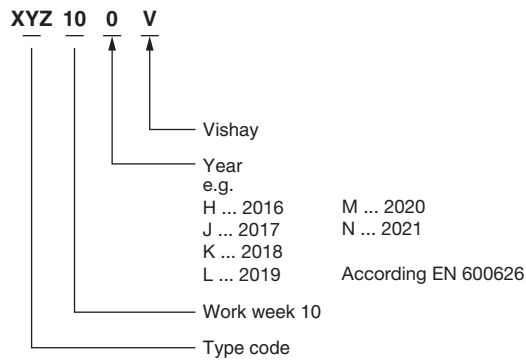 XYZ 10 0 V
Vishay
Year
e.g.
H ... 2016 M ... 2020
J ... 2017 N ... 2021
K ... 2018
L ... 2019 According EN 600626
Work week 10
Type code